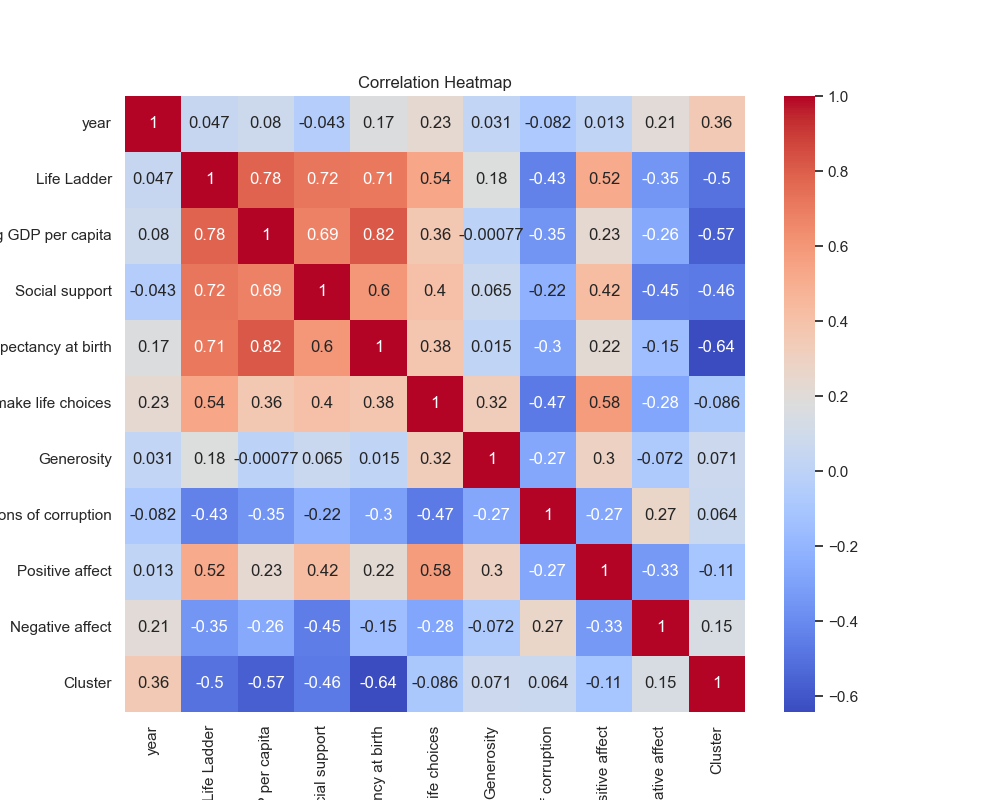 Correlation Heatmap
year 1 0.047 0.08 -0.043 0.17 0.23 0.031 -0.082 0.013 0.21 0.36
Life Ladder 0.047 1 0.78 0.72 0.71 0.54 0.18 -0.43 0.52 -0.35 -0.5
g GDP per capita 0.08 0.78 1 0.69 0.82 0.36 -0.00077 -0.35 0.23 -0.26 -0.57
Social support -0.043 0.72 0.69 1 0.6 0.4 0.065 -0.22 0.42 -0.45 -0.46
pectancy at birth 0.17 0.71 0.82 0.6 1 0.38 0.015 -0.3 0.22 -0.15 -0.64
make life choices 0.23 0.54 0.36 0.4 0.38 1 0.32 -0.47 0.58 -0.28 -0.086
Generosity 0.031 0.18 -0.00077 0.065 0.015 0.32 1 -0.27 0.3 -0.072 0.071
ons of corruption -0.082 -0.43 -0.35 -0.22 -0.3 -0.47 -0.27 1 -0.27 0.27 0.064
Positive affect 0.013 0.52 0.23 0.42 0.22 0.58 0.3 -0.27 1 -0.33 -0.11
Negative affect 0.21 -0.35 -0.26 -0.45 -0.15 -0.28 -0.072 0.27 -0.33 1 0.15
Cluster 0.36 -0.5 -0.57 -0.46 -0.64 -0.086 0.071 0.064 -0.11 0.15 1
year
Life Ladder
P per capita
cial support
ncy at birth
ife choices
Generosity
f corruption
sitive affect
ative affect
Cluster
1.0
0.8
0.6
0.4
0.2
0.0
−0.2
−0.4
−0.6